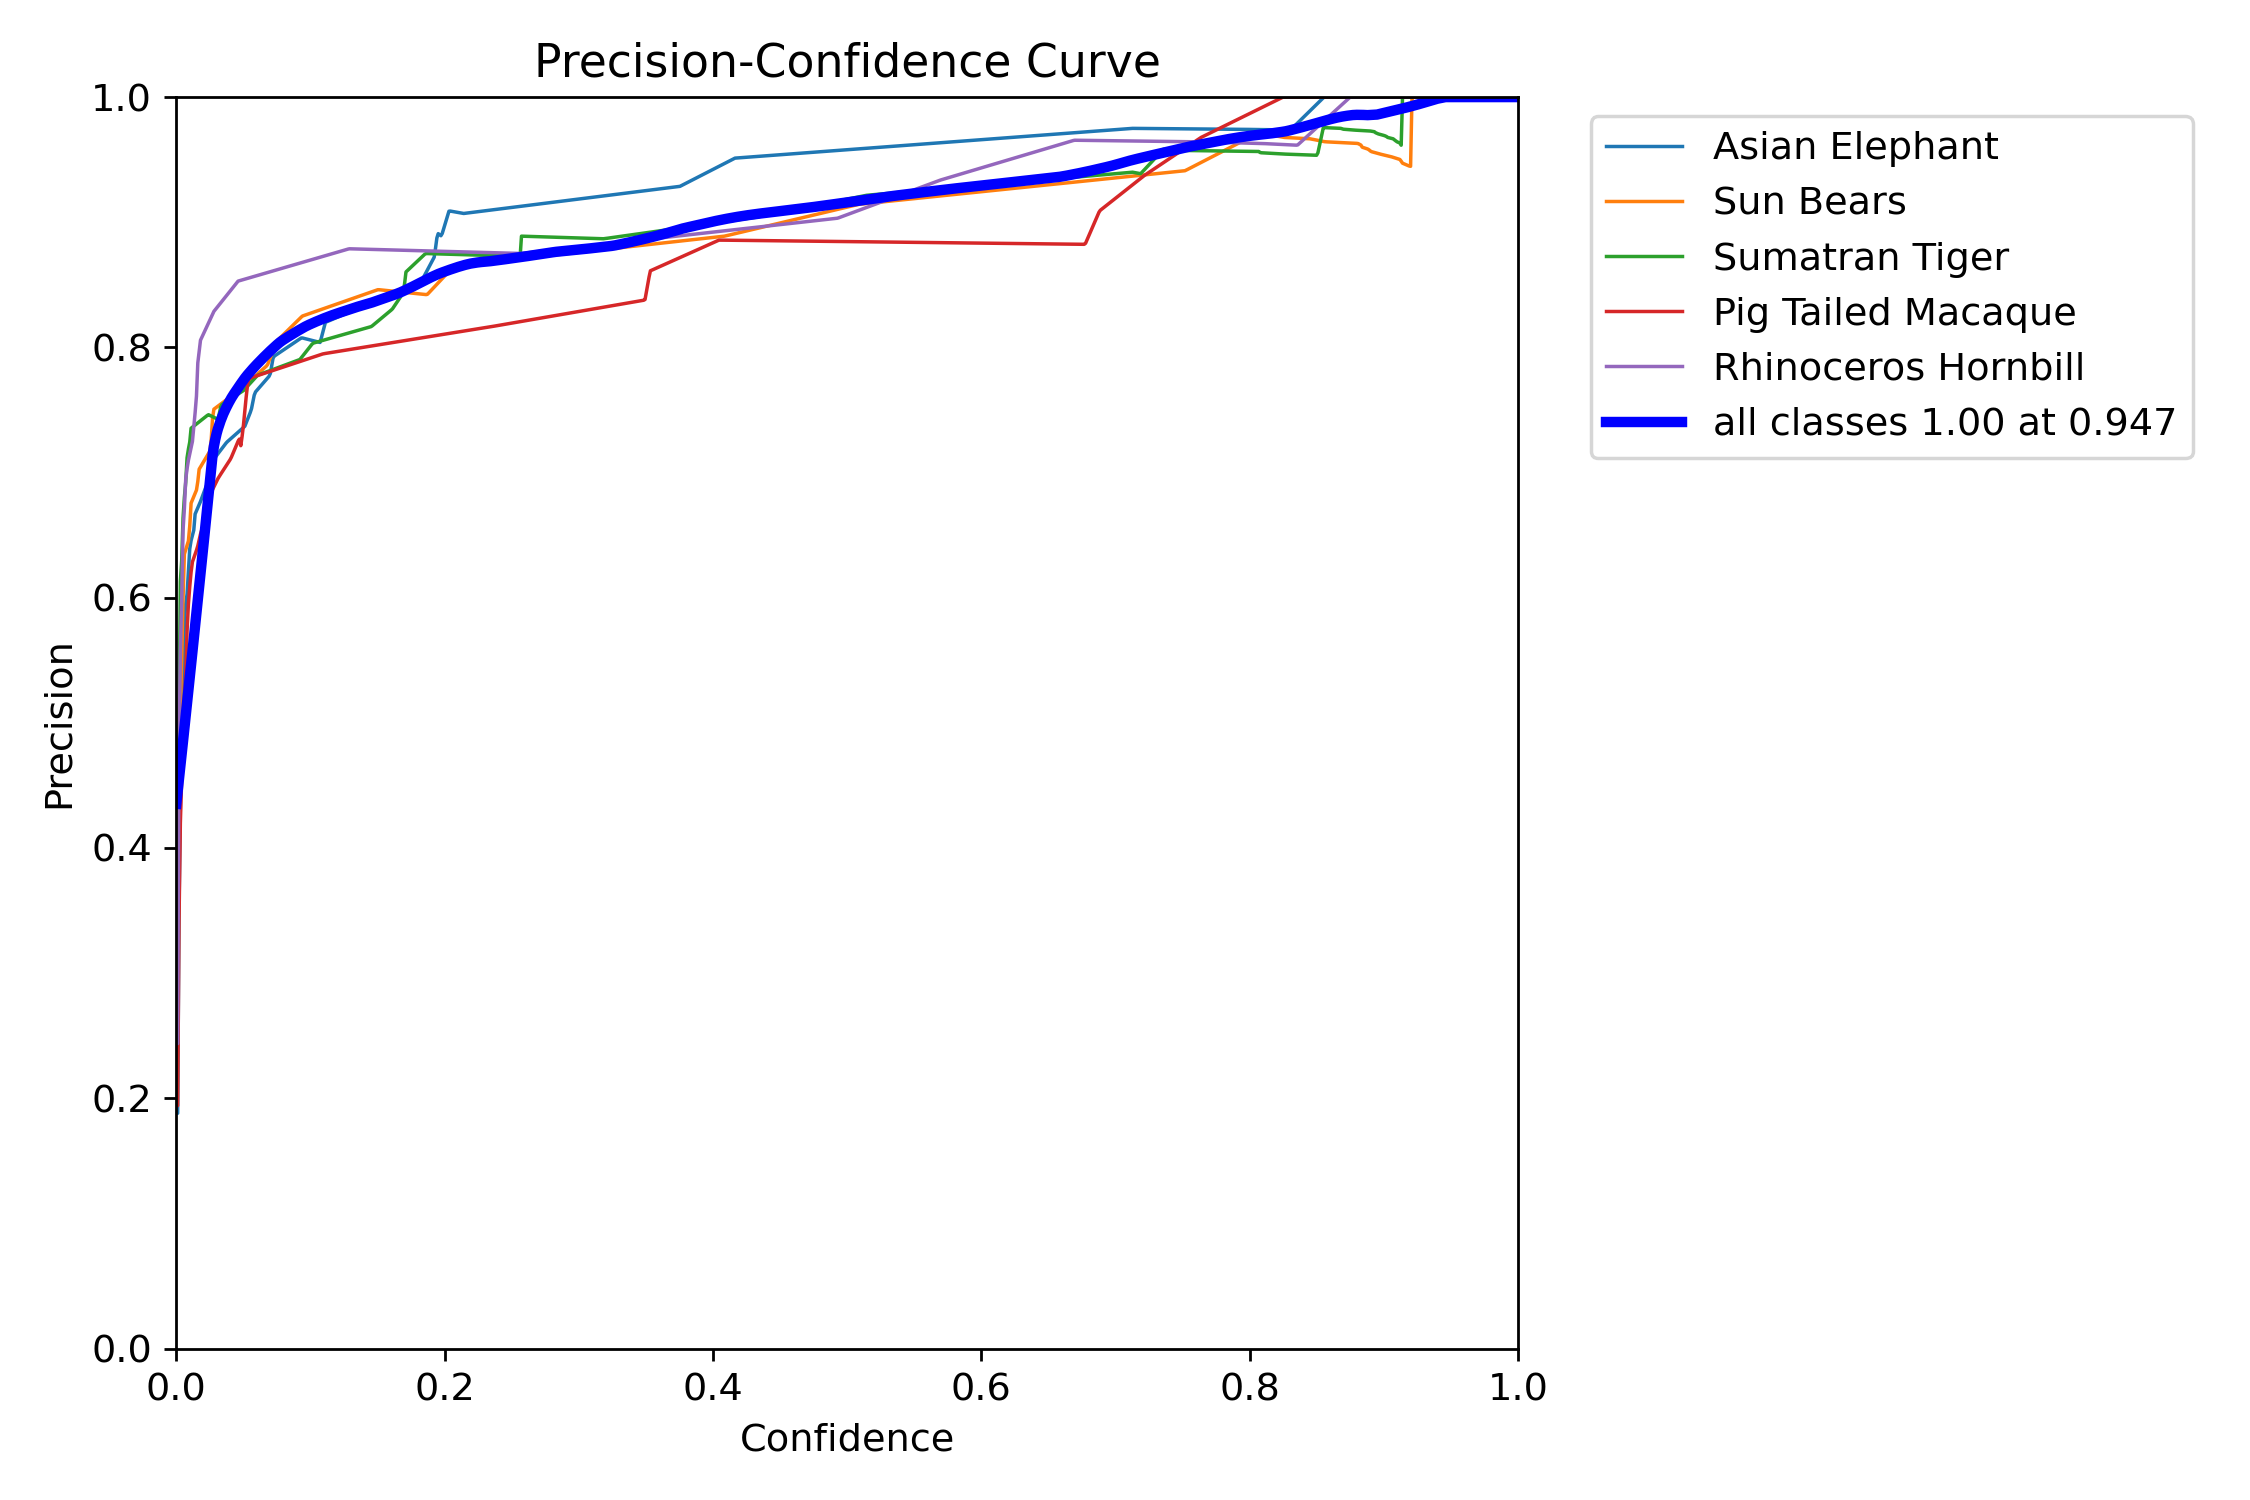 Precision-Confidence Curve
1.0
0.8
0.6
0.4
0.2
0.0
Precision
0.0 0.2 0.4 0.6 0.8 1.0
Confidence
Asian Elephant
Sun Bears
Sumatran Tiger
Pig Tailed Macaque
Rhinoceros Hornbill
all classes 1.00 at 0.947